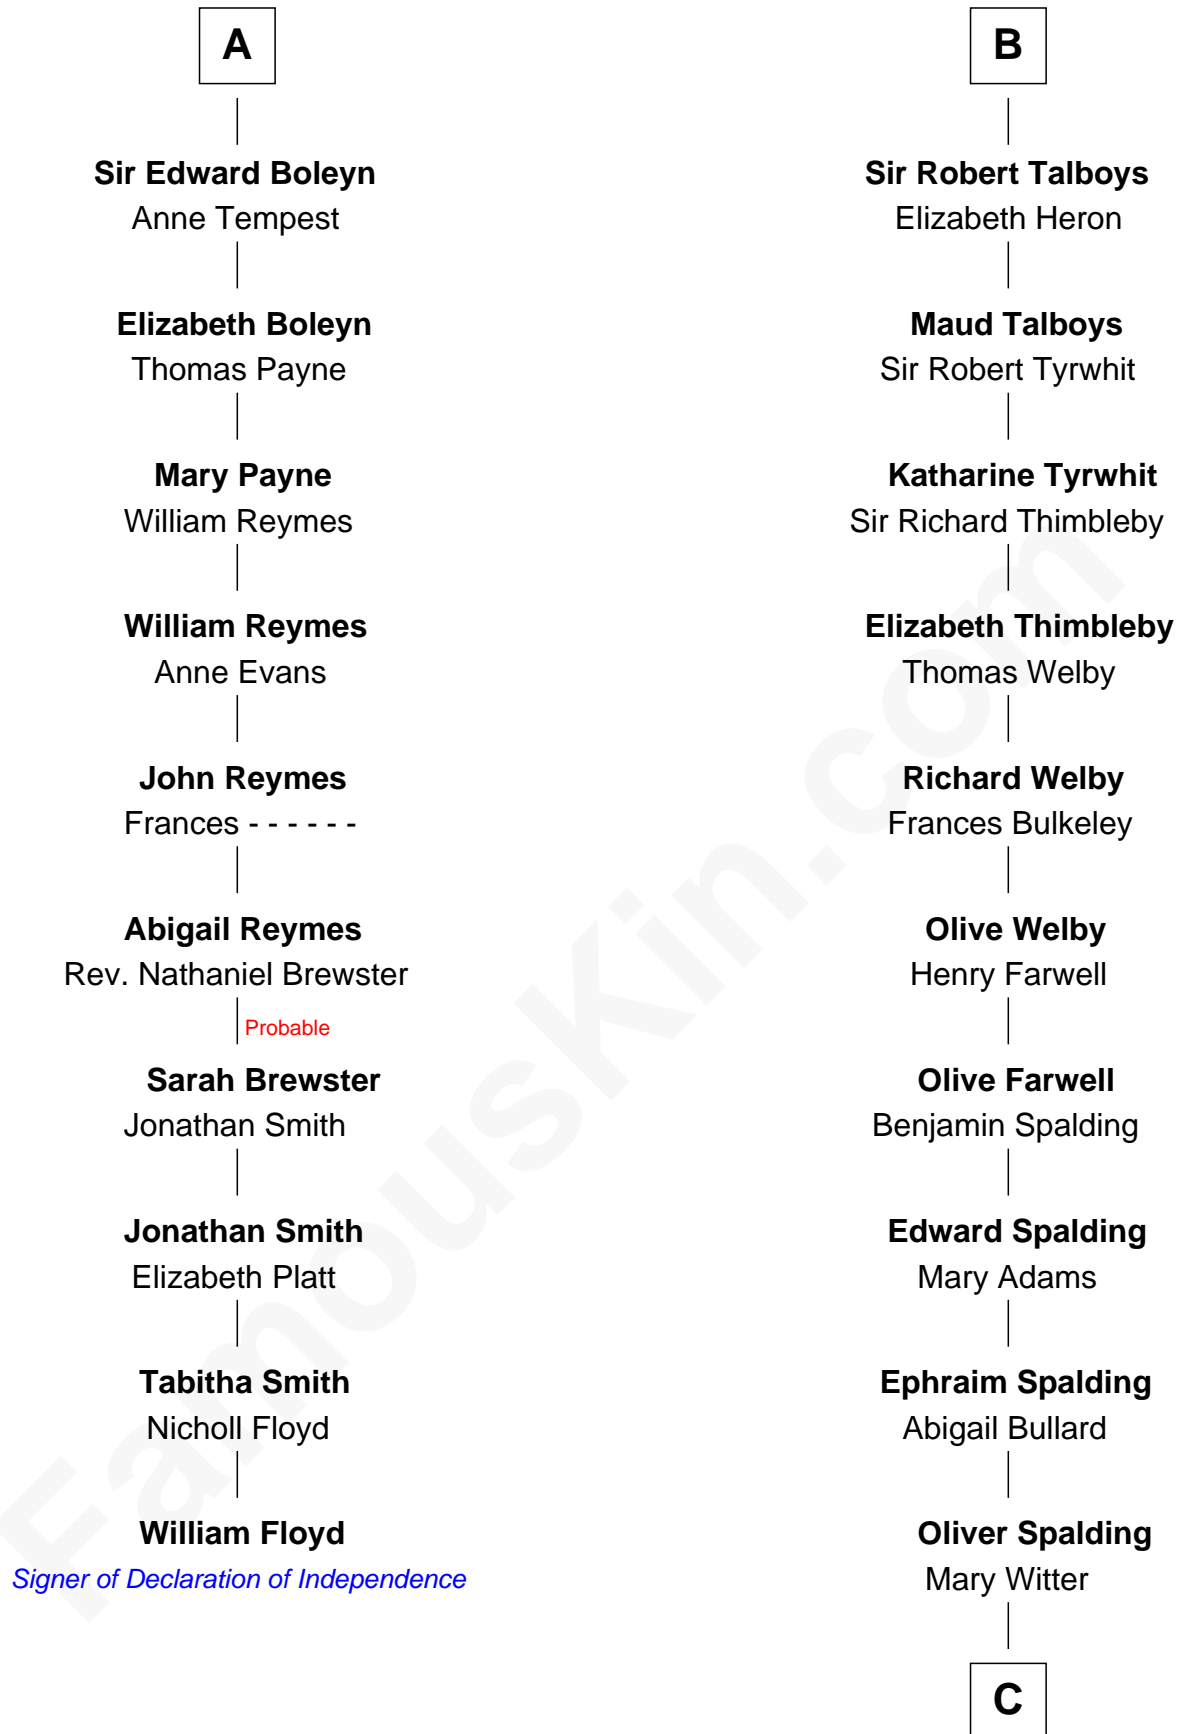 A
Sir Edward Boleyn
Anne Tempest
Elizabeth Boleyn
Thomas Payne
Mary Payne
William Reymes
William Reymes
Anne Evans
John Reymes
Frances - - - - - -
Abigail Reymes
Rev. Nathaniel Brewster
Probable
Sarah Brewster
Jonathan Smith
Jonathan Smith
Elizabeth Platt
Tabitha Smith
Nicholl Floyd
William Floyd
Signer of Declaration of Independence
B
Sir Robert Talboys
Elizabeth Heron
Maud Talboys
Sir Robert Tyrwhit
Katharine Tyrwhit
Sir Richard Thimbleby
Elizabeth Thimbleby
Thomas Welby
Richard Welby
Frances Bulkeley
Olive Welby
Henry Farwell
Olive Farwell
Benjamin Spalding
Edward Spalding
Mary Adams
Ephraim Spalding
Abigail Bullard
Oliver Spalding
Mary Witter
C
FamousKin.com